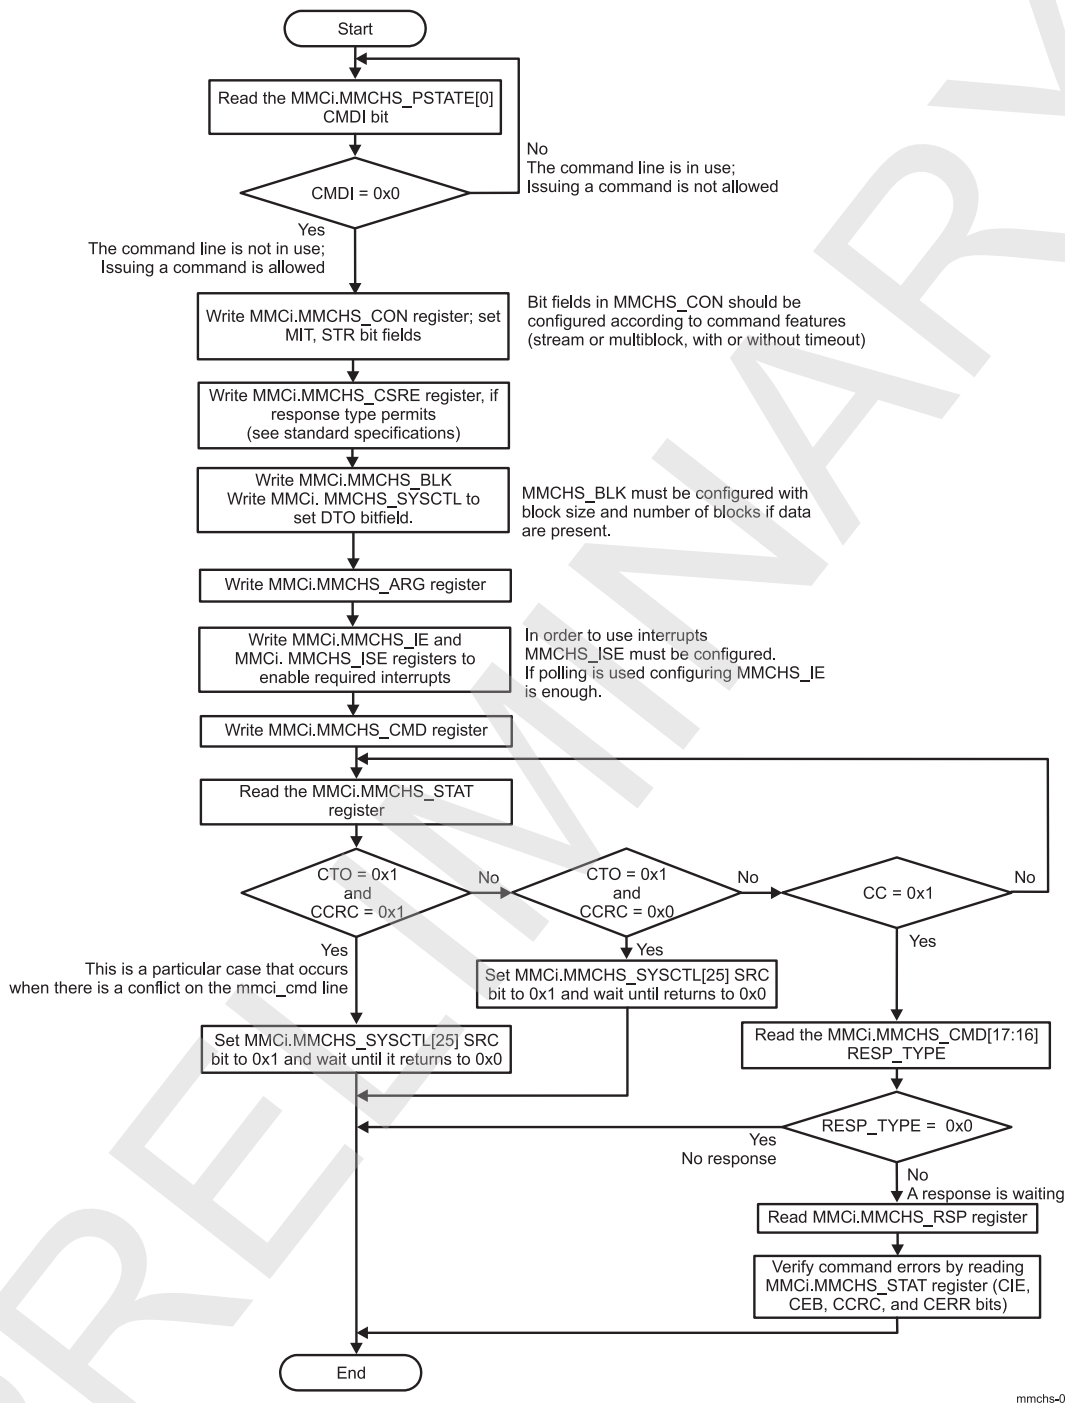 Start
Read the MMCi.MMCHS_PSTATE[0]
CMDI bit
No
The command line is in use;
Issuing a command is not allowed
CMDI = 0x0
Yes
The command line is not in use;
Issuing a command is allowed
Write MMCi.MMCHS_CON register; set
MIT, STR bit fields
Bit fields in MMCHS_CON should be
configured according to command features
(stream or multiblock, with or without timeout)
Write MMCi.MMCHS_CSRE register, if
response type permits
(see standard specifications)
Write MMCi.MMCHS_BLK
Write MMCi. MMCHS_SYSCTL to
set DTO bitfield.
MMCHS_BLK must be configured with
block size and number of blocks if data
are present.
Write MMCi.MMCHS_ARG register
Write MMCi.MMCHS_IE and
MMCi. MMCHS_ISE registers to
enable required interrupts
In order to use interrupts
MMCHS_ISE must be configured.
If polling is used configuring MMCHS_IE
is enough.
Write MMCi.MMCHS_CMD register
Read the MMCi.MMCHS_STAT
register
CTO = 0x1
and
CCRC = 0x1
No
CTO = 0x1
and
CCRC = 0x0
No
CC = 0x1
No
Yes
This is a particular case that occurs
when there is a conflict on the mmci_cmd line
Yes
Set MMCi.MMCHS_SYSCTL[25] SRC
bit to 0x1 and wait until returns to 0x0
Yes
Set MMCi.MMCHS_SYSCTL[25] SRC
bit to 0x1 and wait until it returns to 0x0
Read the MMCi.MMCHS_CMD[17:16]
RESP_TYPE
RESP_TYPE = 0x0
Yes
No response
No
A response is waiting
Read MMCi.MMCHS_RSP register
Verify command errors by reading
MMCi.MMCHS_STAT register (CIE,
CEB, CCRC, and CERR bits)
End
mmchs-0
PRELIMINARY